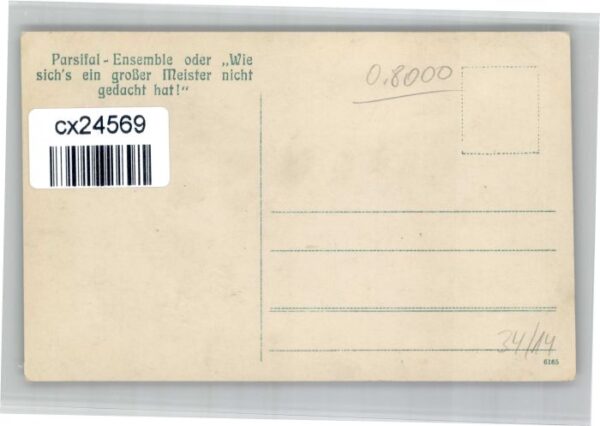 Parsifal - Ensemble oder „Wie
sich's ein großer Meister nicht
gedacht hat!“
0.8000
cx24569
34/14
6165